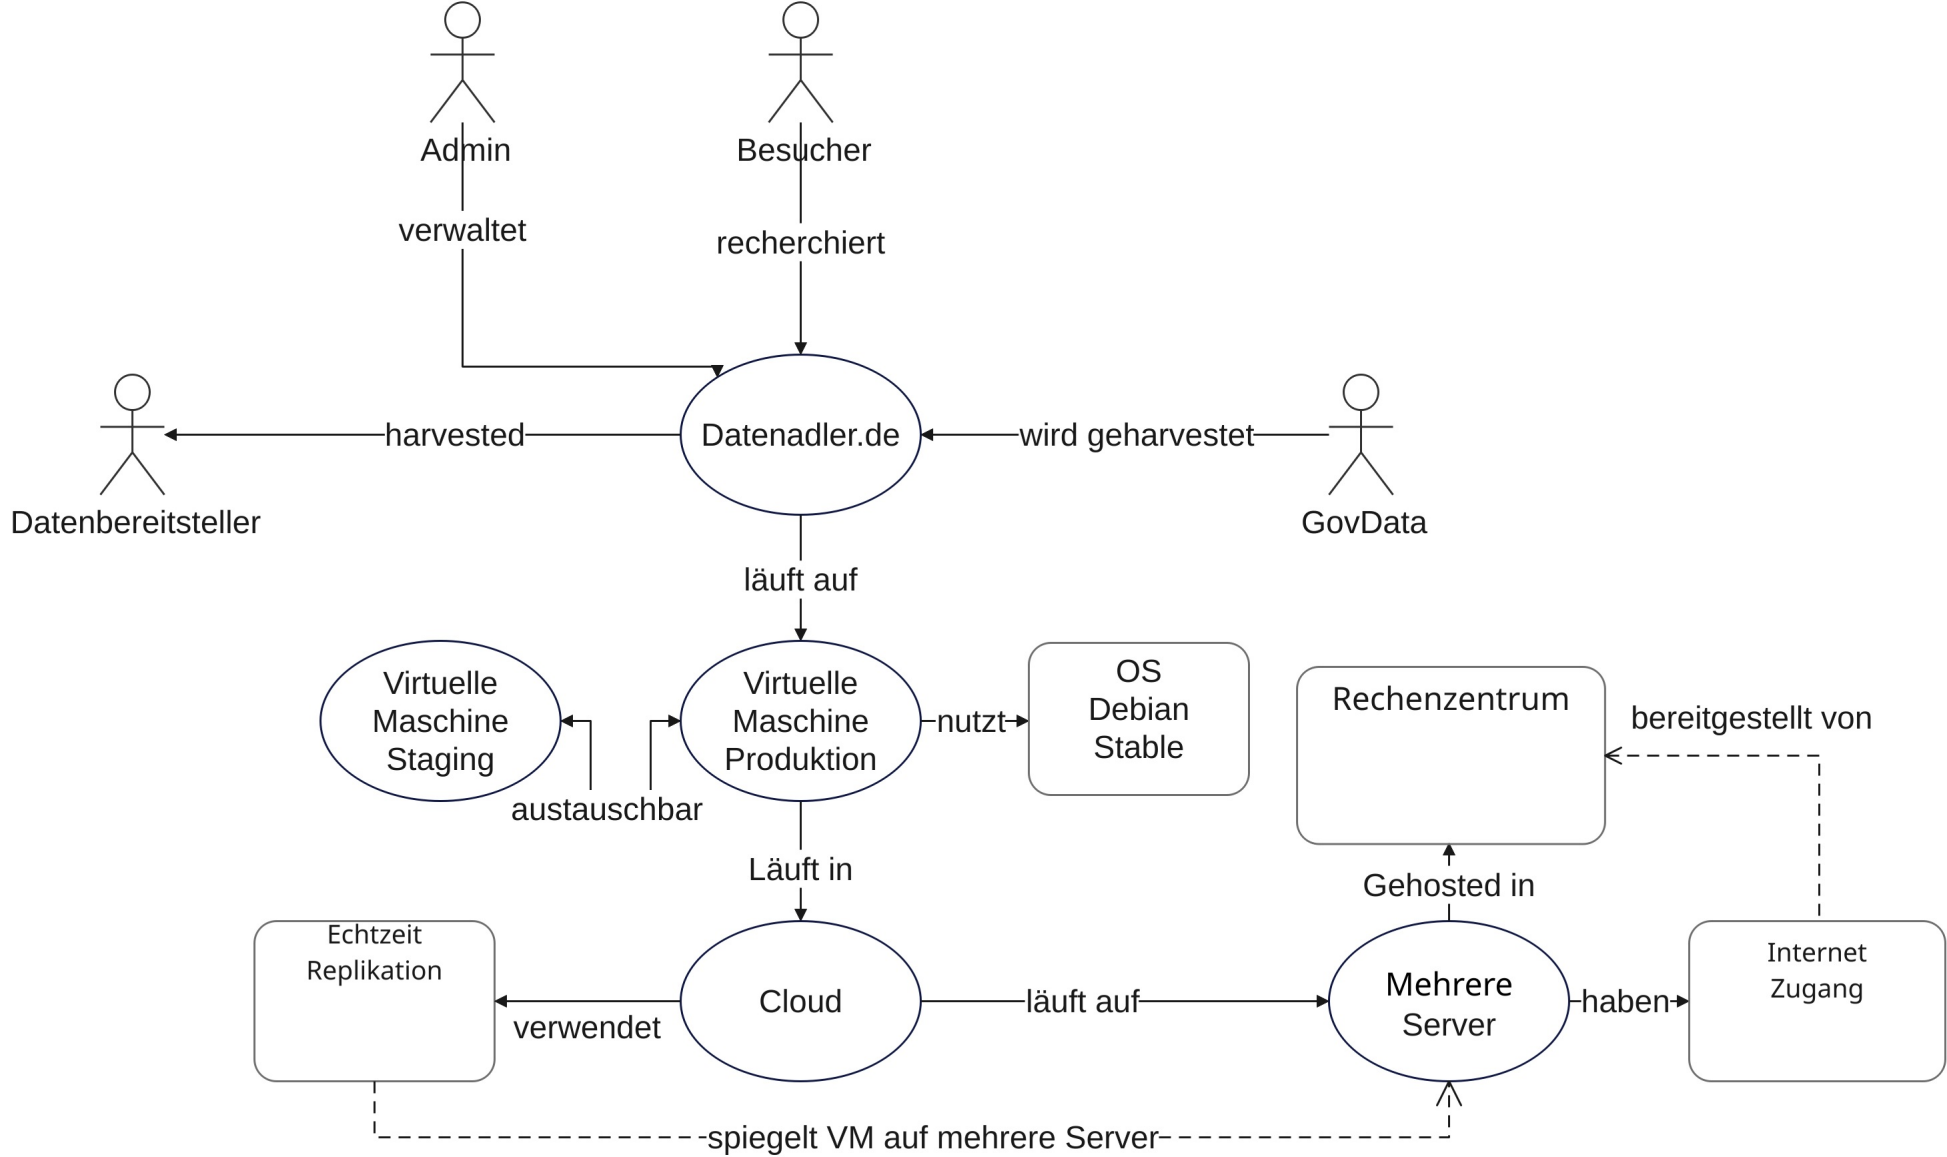 Admin
Besucher
verwaltet
recherchiert
harvested
Datenadler.de
wird geharvestet
Datenbereitsteller
GovData
läuft auf
Virtuelle
Maschine
Staging
austauschbar
Virtuelle
Maschine
Produktion
nutzt
OS
Debian
Stable
Rechenzentrum
bereitgestellt von
Läuft in
Gehosted in
Echtzeit
Replikation
verwendet
Cloud
läuft auf
Mehrere
Server
haben
Internet
Zugang
spiegelt VM auf mehrere Server